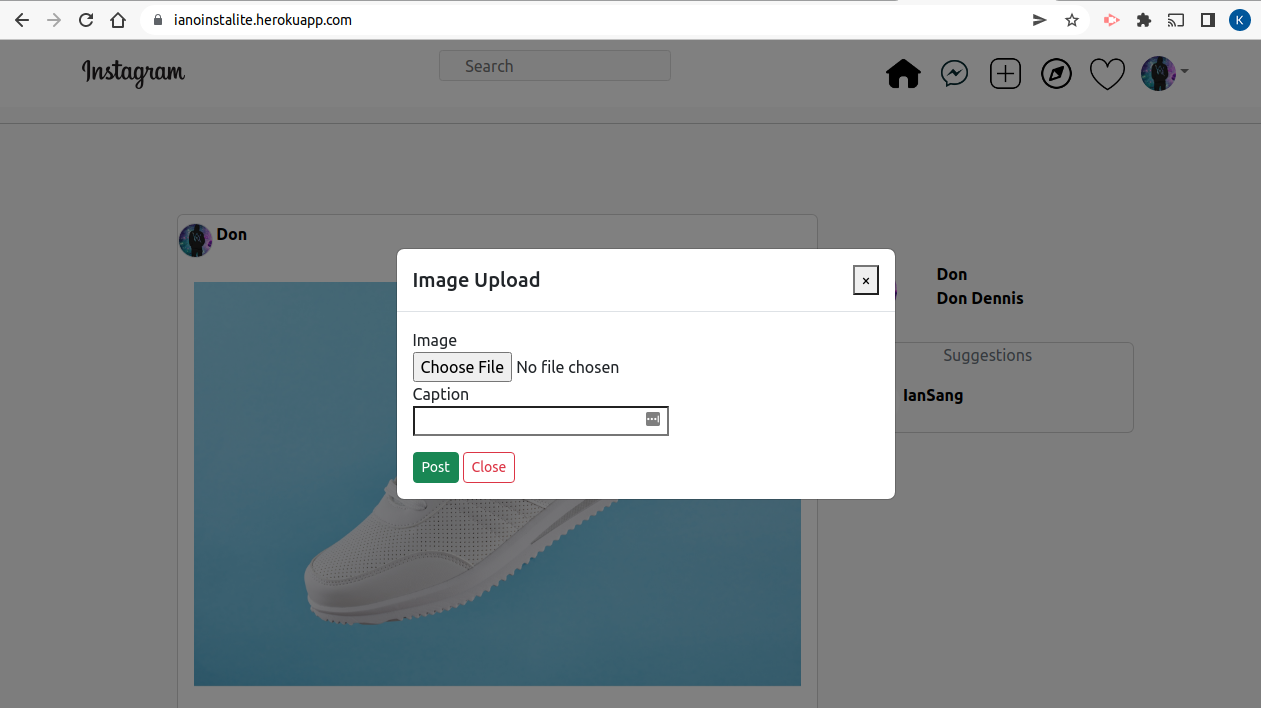 ianoinstalite.herokuapp.com
K
Instagram
Search
Don
Image Upload
×
Image
Choose File No file chosen
Caption
Post Close
Don
Don Dennis
Suggestions
IanSang